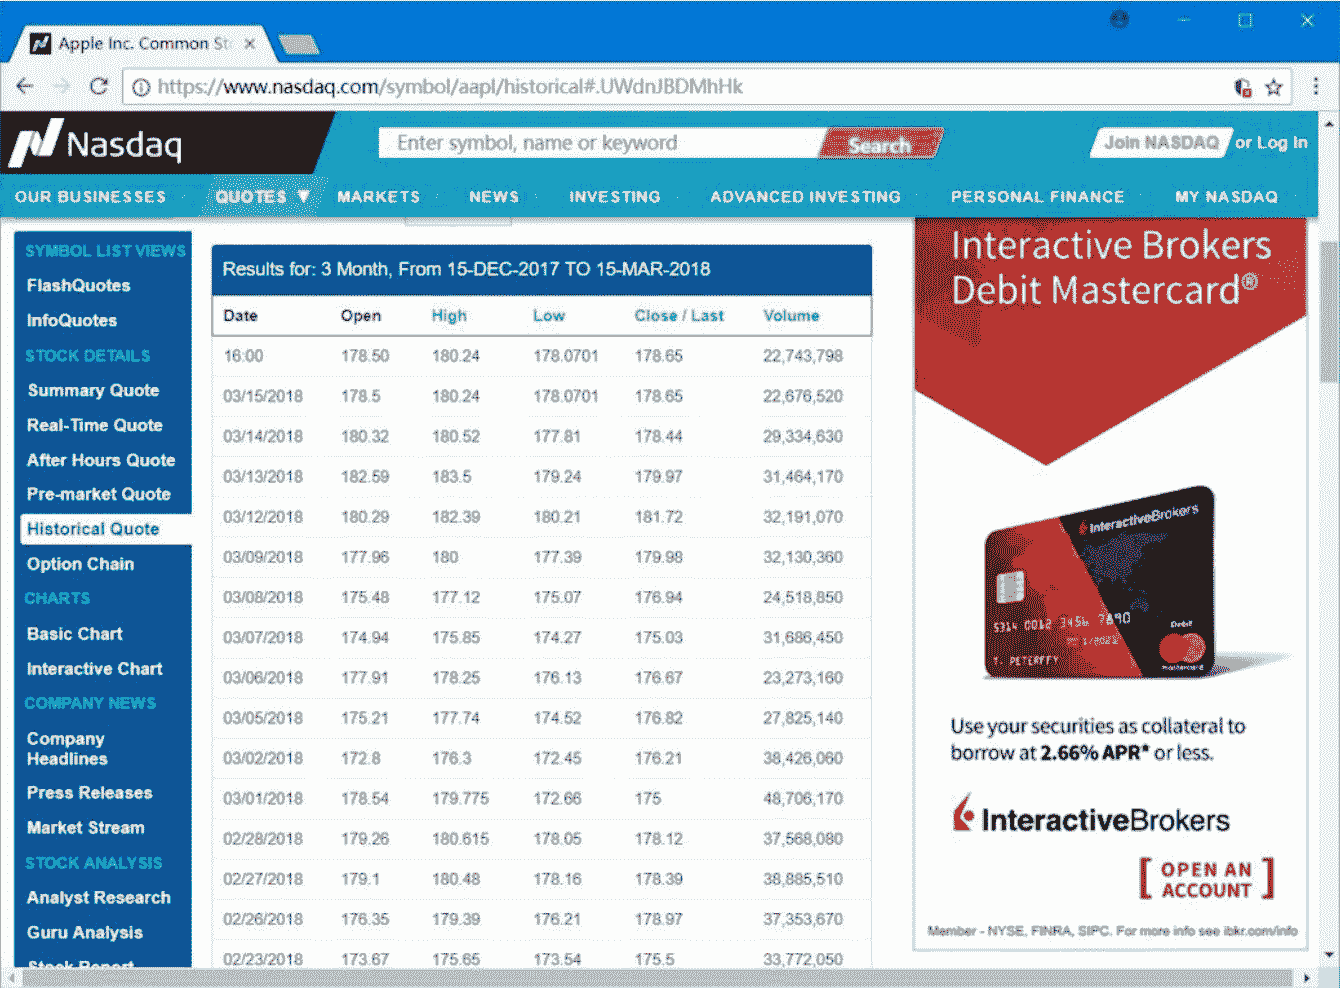 Apple Inc. Common St
https://www.nasdaq.com/symbol/aapl/historical#.UWdnJBDMhHk
Nasdaq
Enter symbol, name or keyword
Search
Join NASDAQ or Log In
OUR BUSINESSES QUOTES ▼ MARKETS NEWS INVESTING ADVANCED INVESTING PERSONAL FINANCE MY NASDAQ
SYMBOL LIST VIEWS
FlashQuotes
InfoQuotes
STOCK DETAILS
Summary Quote
Real-Time Quote
After Hours Quote
Pre-market Quote
Historical Quote
Option Chain
CHARTS
Basic Chart
Interactive Chart
COMPANY NEWS
Company
Headlines
Press Releases
Market Stream
STOCK ANALYSIS
Analyst Research
Guru Analysis
Stock Report
Results for: 3 Month, From 15-DEC-2017 TO 15-MAR-2018
Date Open High Low Close / Last Volume
16:00 178.50 180.24 178.0701 178.65 22,743,798
03/15/2018 178.5 180.24 178.0701 178.65 22,676,520
03/14/2018 180.32 180.52 177.81 178.44 29,334,630
03/13/2018 182.59 183.5 179.24 179.97 31,464,170
03/12/2018 180.29 182.39 180.21 181.72 32,191,070
03/09/2018 177.96 180 177.39 179.98 32,130,360
03/08/2018 175.48 177.12 175.07 176.94 24,518,850
03/07/2018 174.94 175.85 174.27 175.03 31,686,450
03/06/2018 177.91 178.25 176.13 176.67 23,273,160
03/05/2018 175.21 177.74 174.52 176.82 27,825,140
03/02/2018 172.8 176.3 172.45 176.21 38,426,060
03/01/2018 178.54 179.775 172.66 175 48,706,170
02/28/2018 179.26 180.615 178.05 178.12 37,568,080
02/27/2018 179.1 180.48 178.16 178.39 38,885,510
02/26/2018 176.35 179.39 176.21 178.97 37,353,670
02/23/2018 173.67 175.65 173.54 175.5 33,772,050
Interactive Brokers
Debit Mastercard®
InteractiveBrokers
5314 0012 3456 7890
Debit
T. PETERFFY
mastercard
Use your securities as collateral to
borrow at 2.66% APR* or less.
InteractiveBrokers
[ OPEN AN
ACCOUNT ]
Member - NYSE, FINRA, SIPC. For more info see ibkr.com/info